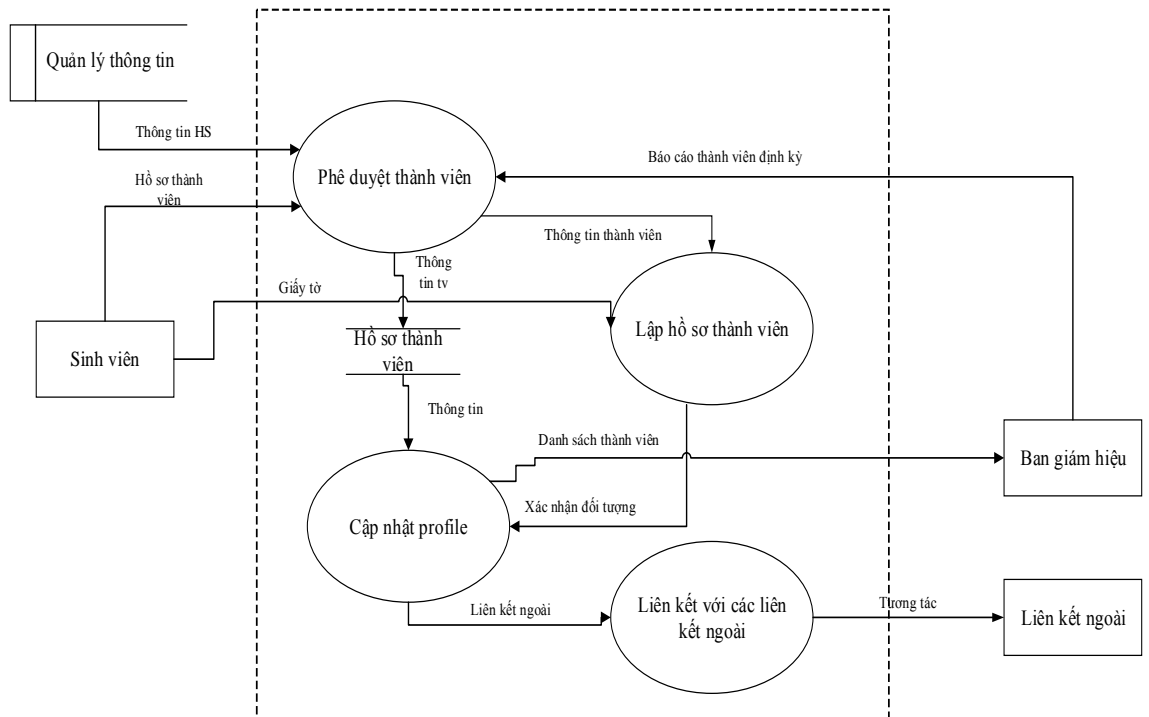 Quản lý thông tin
Thông tin HS
Báo cáo thành viên định kỳ
Phê duyệt thành viên
Hồ sơ thành
viên
Thông tin thành viên
Thông
tin tv
Giấy tờ
Lập hồ sơ thành viên
Hồ sơ thành
viên
Sinh viên
Thông tin
Danh sách thành viên
Ban giám hiệu
Xác nhận đối tượng
Cập nhật profile
Liên kết ngoài
Liên kết với các liên
kết ngoài
Tương tác
Liên kết ngoài